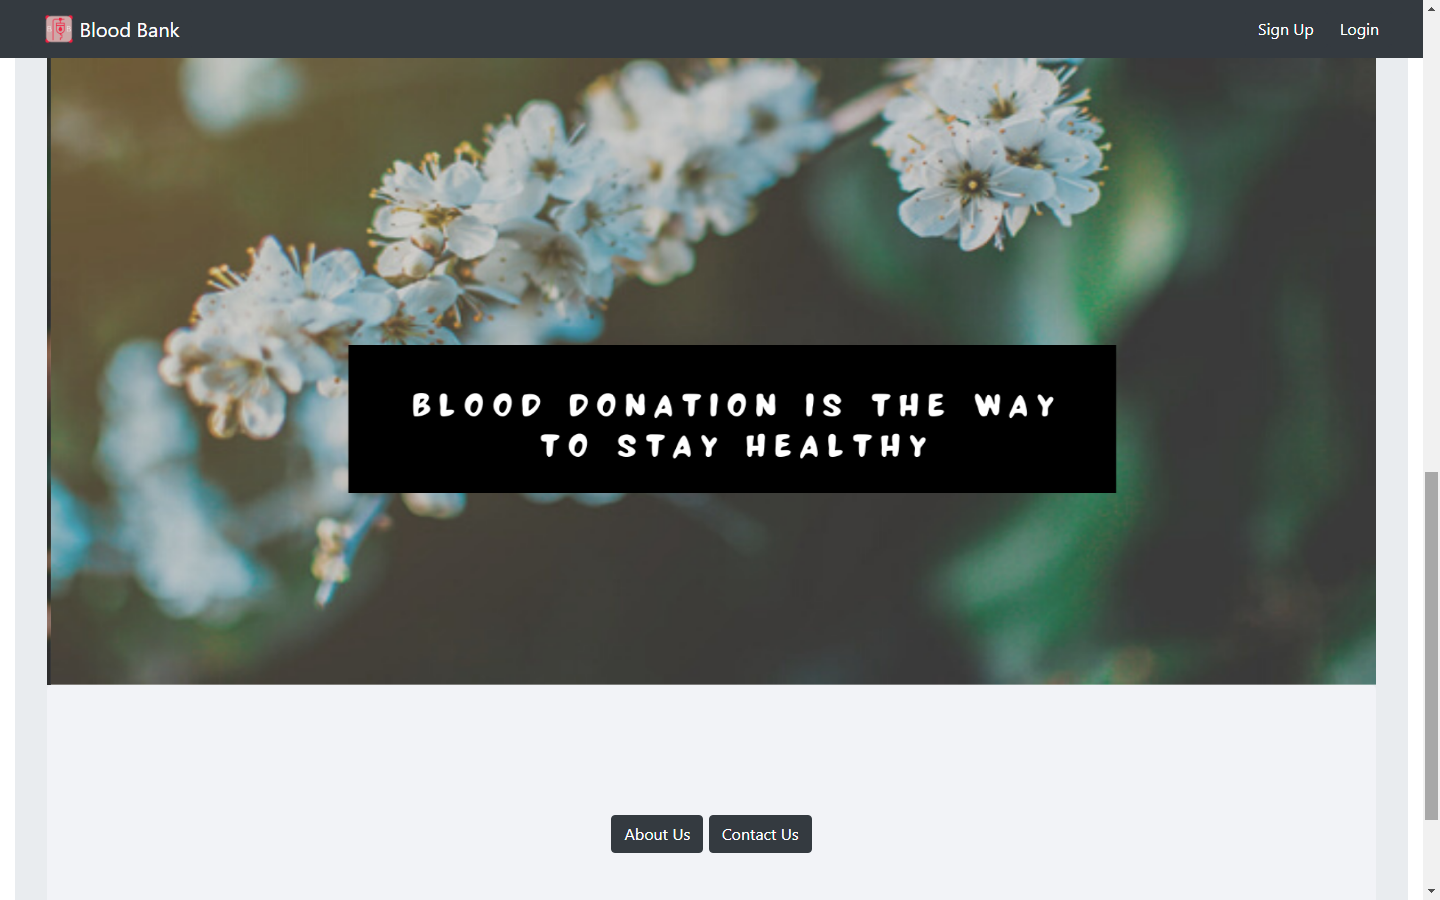 Blood Bank
Sign Up
Login
BLOOD DONATION IS THE WAY
TO STAY HEALTHY
About Us
Contact Us